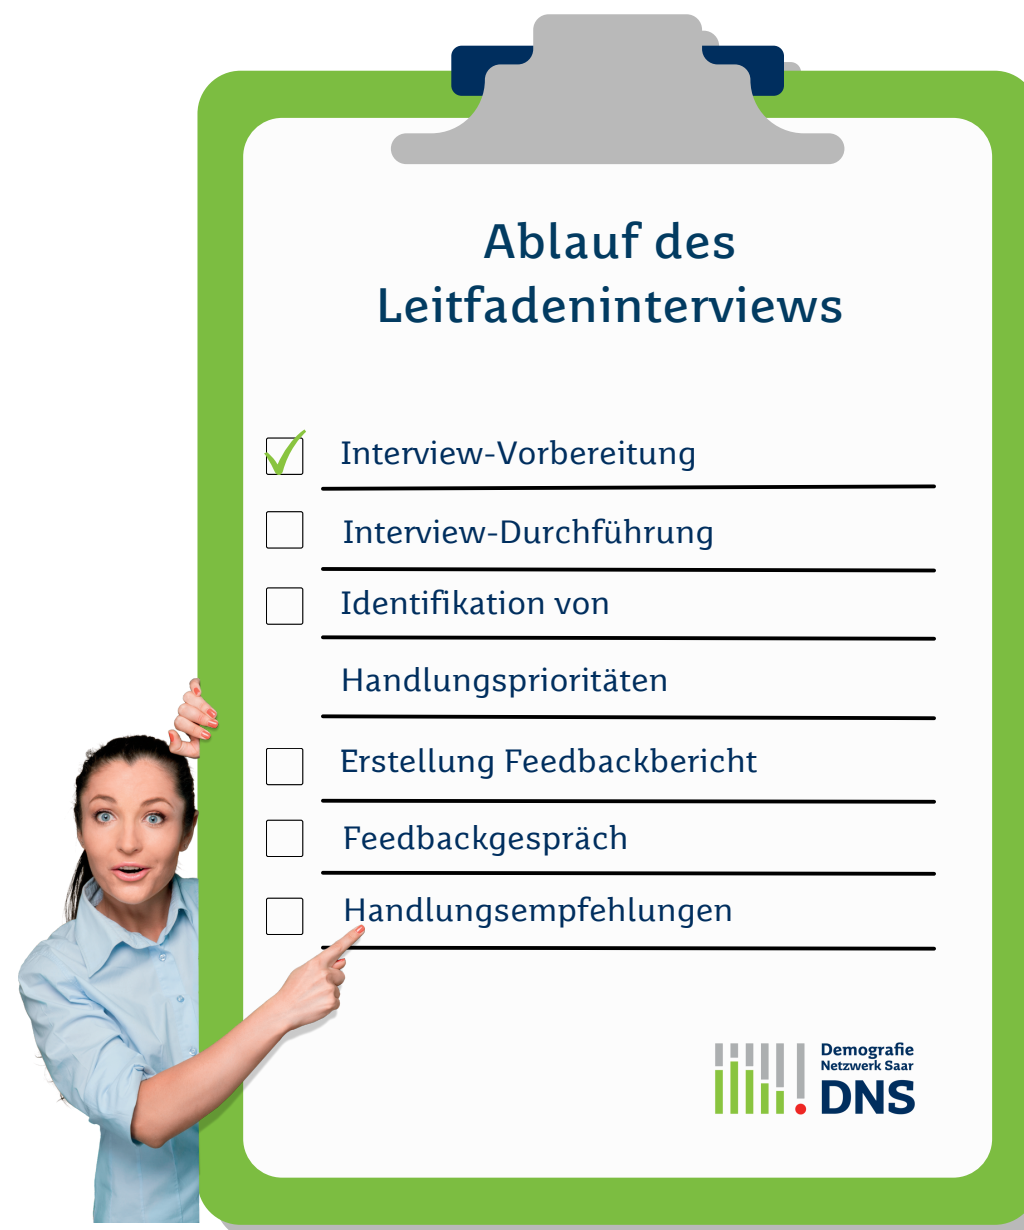 Ablauf des
Leitfadeninterviews
Interview-Vorbereitung
Interview-Durchführung
Identifikation von
Handlungsprioritäten
Erstellung Feedbackbericht
Feedbackgespräch
Handlungsempfehlungen
Demografie
Netzwerk Saar
DNS